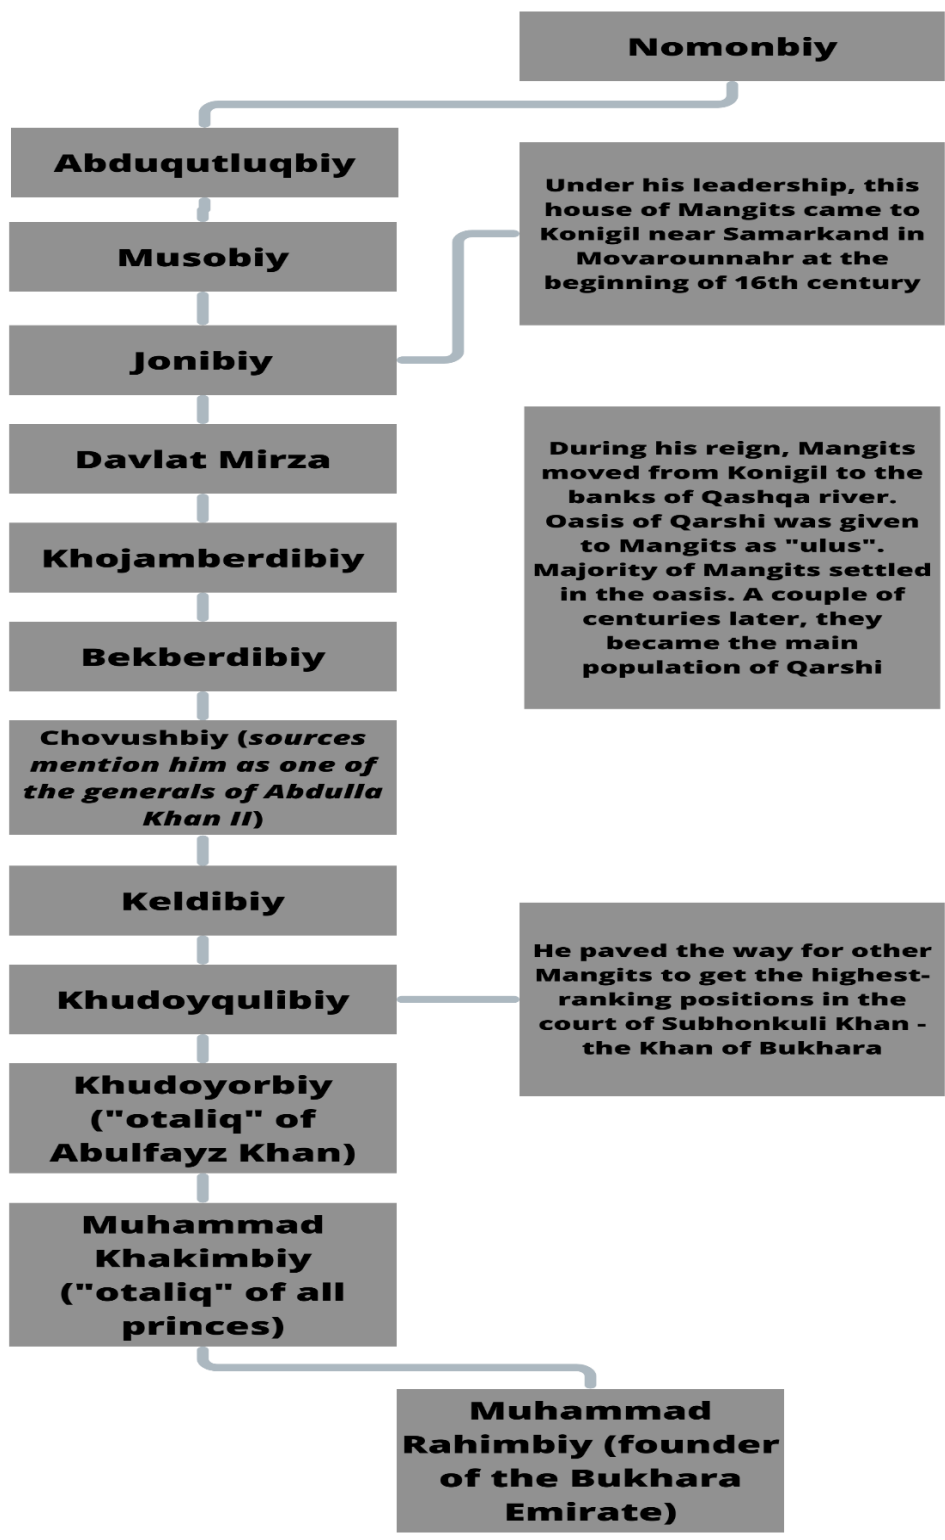 Nomonbiy
Abduqutluqbiy
Musobiy
Jonibiy
Under his leadership, this
house of Mangits came to
Konigil near Samarkand in
Movarounnahr at the
beginning of 16th century
Davlat Mirza
Khojamberdibiy
Bekberdibiy
During his reign, Mangits
moved from Konigil to the
banks of Qashqa river.
Oasis of Qarshi was given
to Mangits as "ulus".
Majority of Mangits settled
in the oasis. A couple of
centuries later, they
became the main
population of Qarshi
Chovushbiy (sources
mention him as one of
the generals of Abdulla
Khan II)
Keldibiy
Khudoyqulibiy
He paved the way for other
Mangits to get the highest-
ranking positions in the
court of Subhonkuli Khan -
the Khan of Bukhara
Khudoyorbiy
("otaliq" of
Abulfayz Khan)
Muhammad
Khakimbiy
("otaliq" of all
princes)
Muhammad
Rahimbiy (founder
of the Bukhara
Emirate)